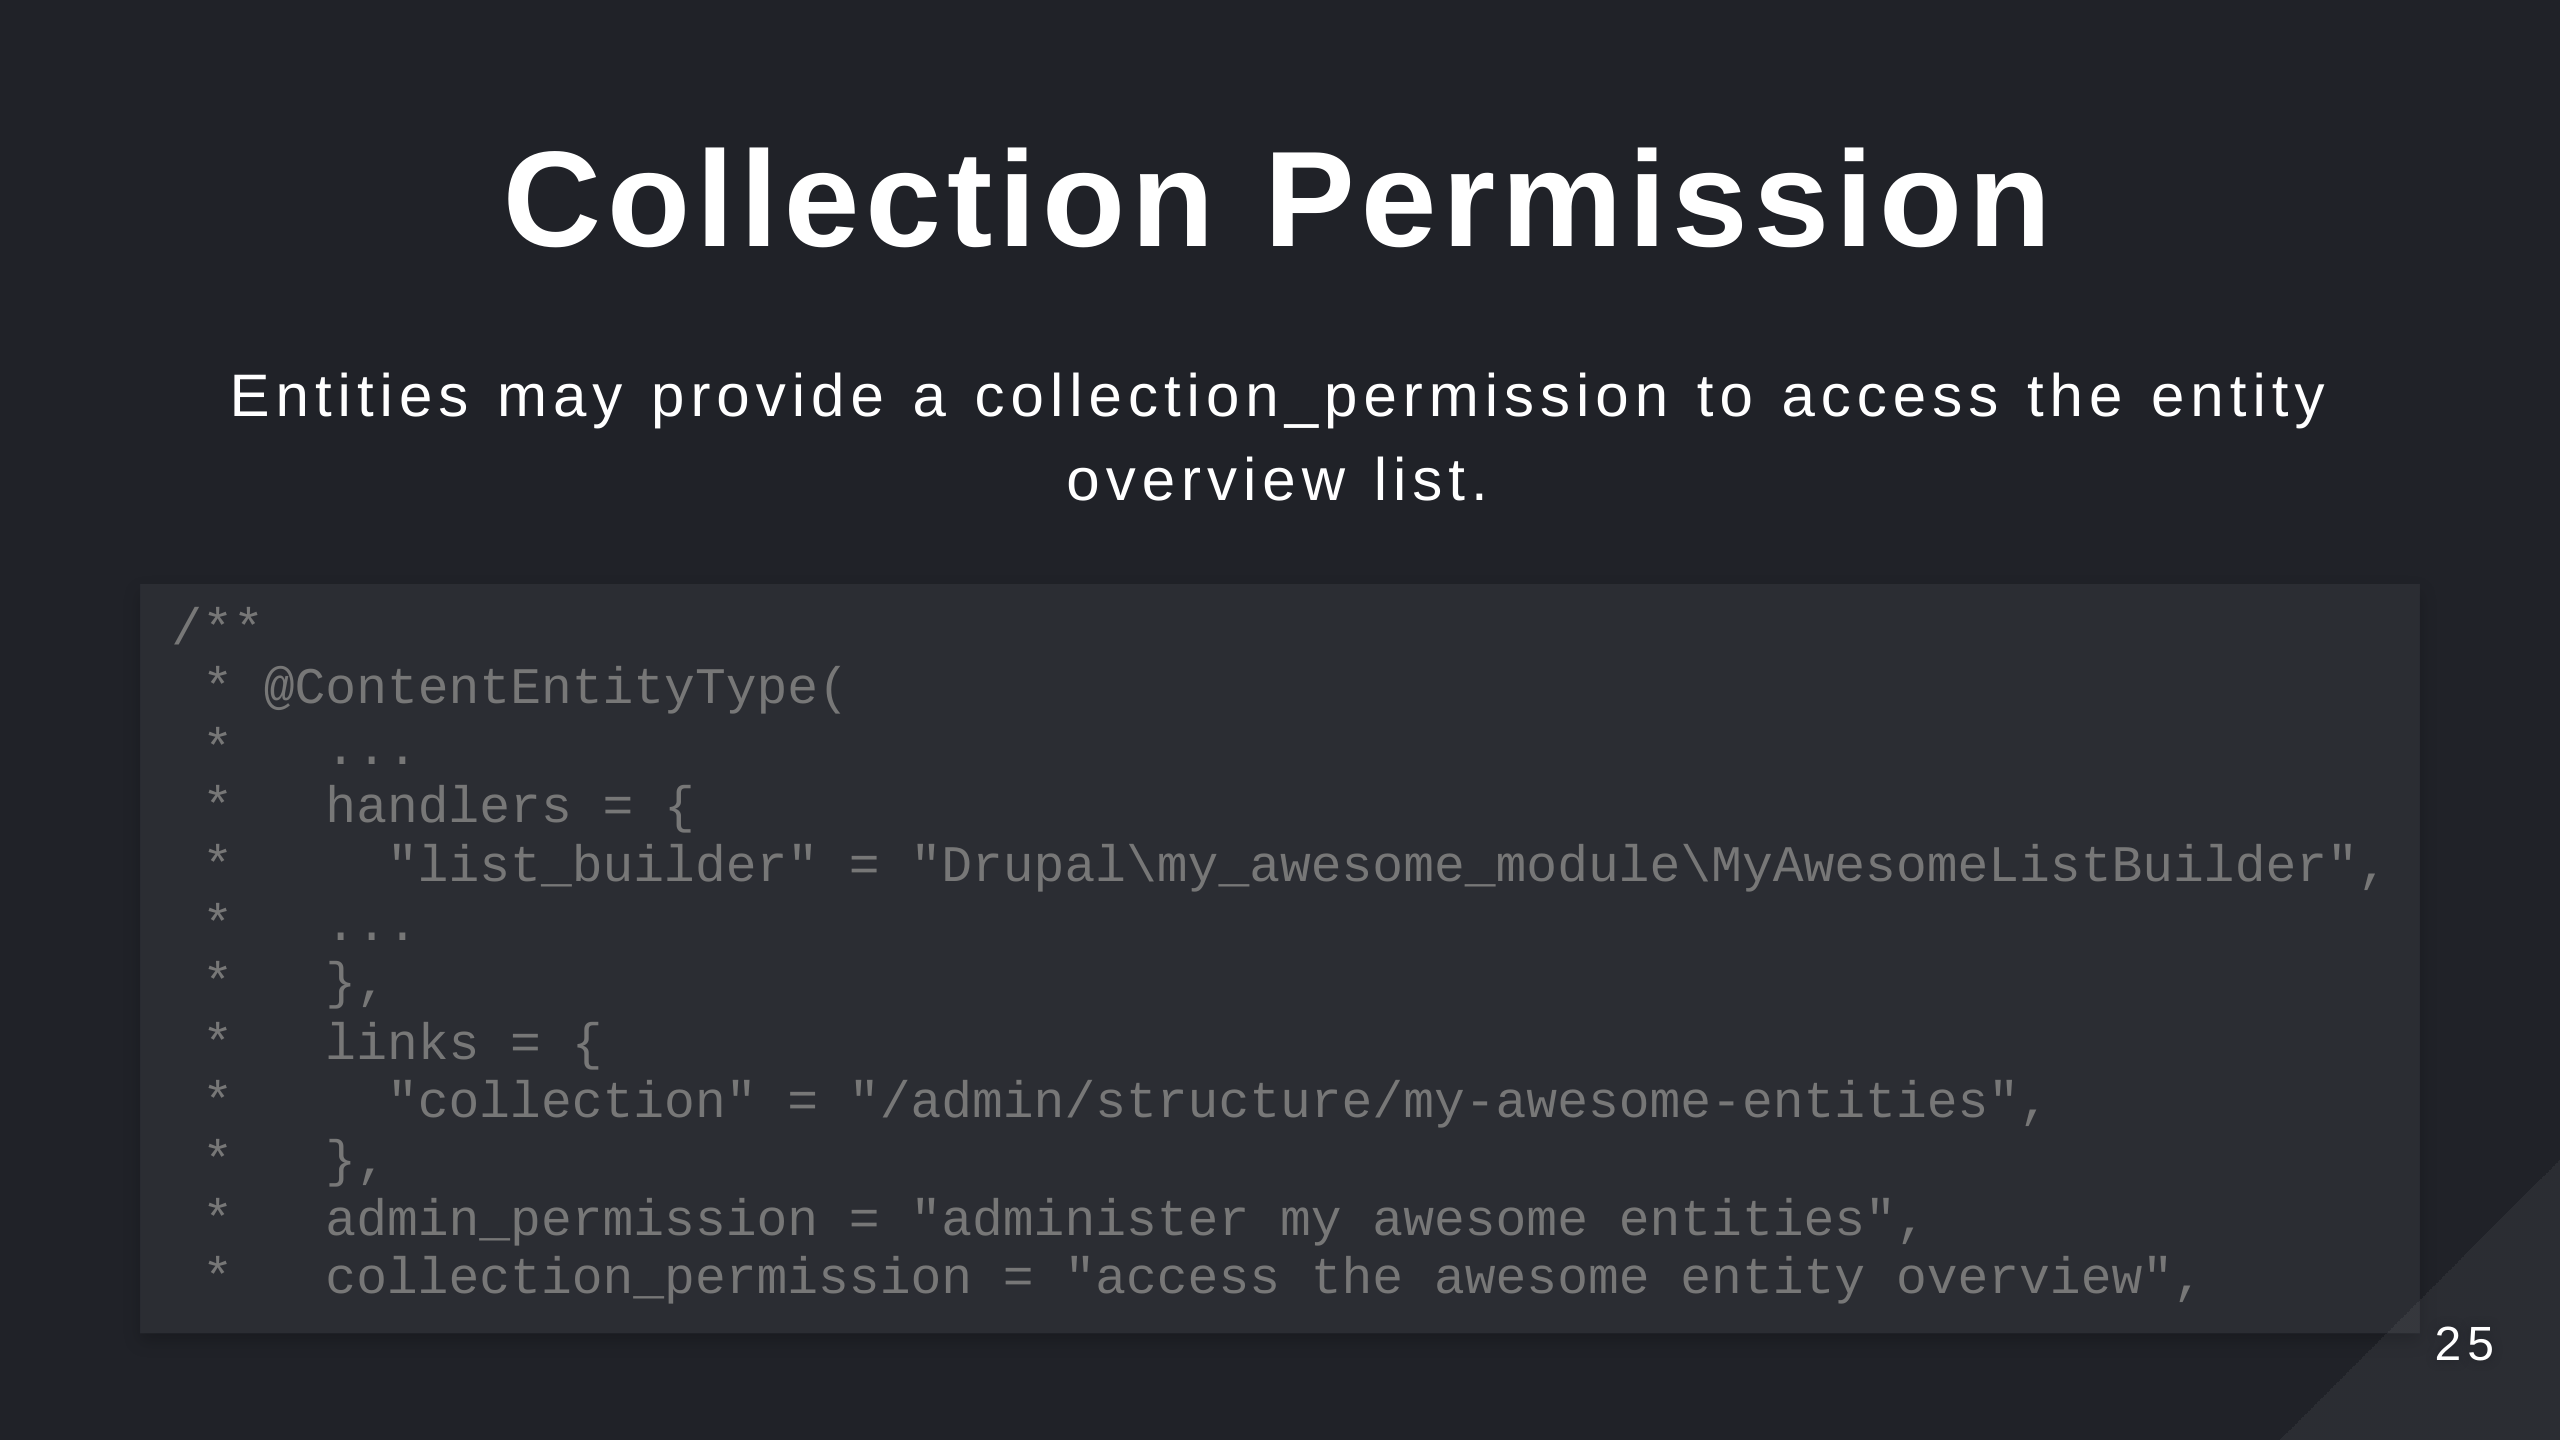 Collection Permission
Entities may provide a collection_permission to access the entity
overview list.
/**
 * @ContentEntityType(
 *   ...
 *   handlers = {
 *     "list_builder" = "Drupal\my_awesome_module\MyAwesomeListBuilder",
 *   ...
 *   },
 *   links = {
 *     "collection" = "/admin/structure/my-awesome-entities",
 *   },
 *   admin_permission = "administer my awesome entities",
 *   collection_permission = "access the awesome entity overview",
25